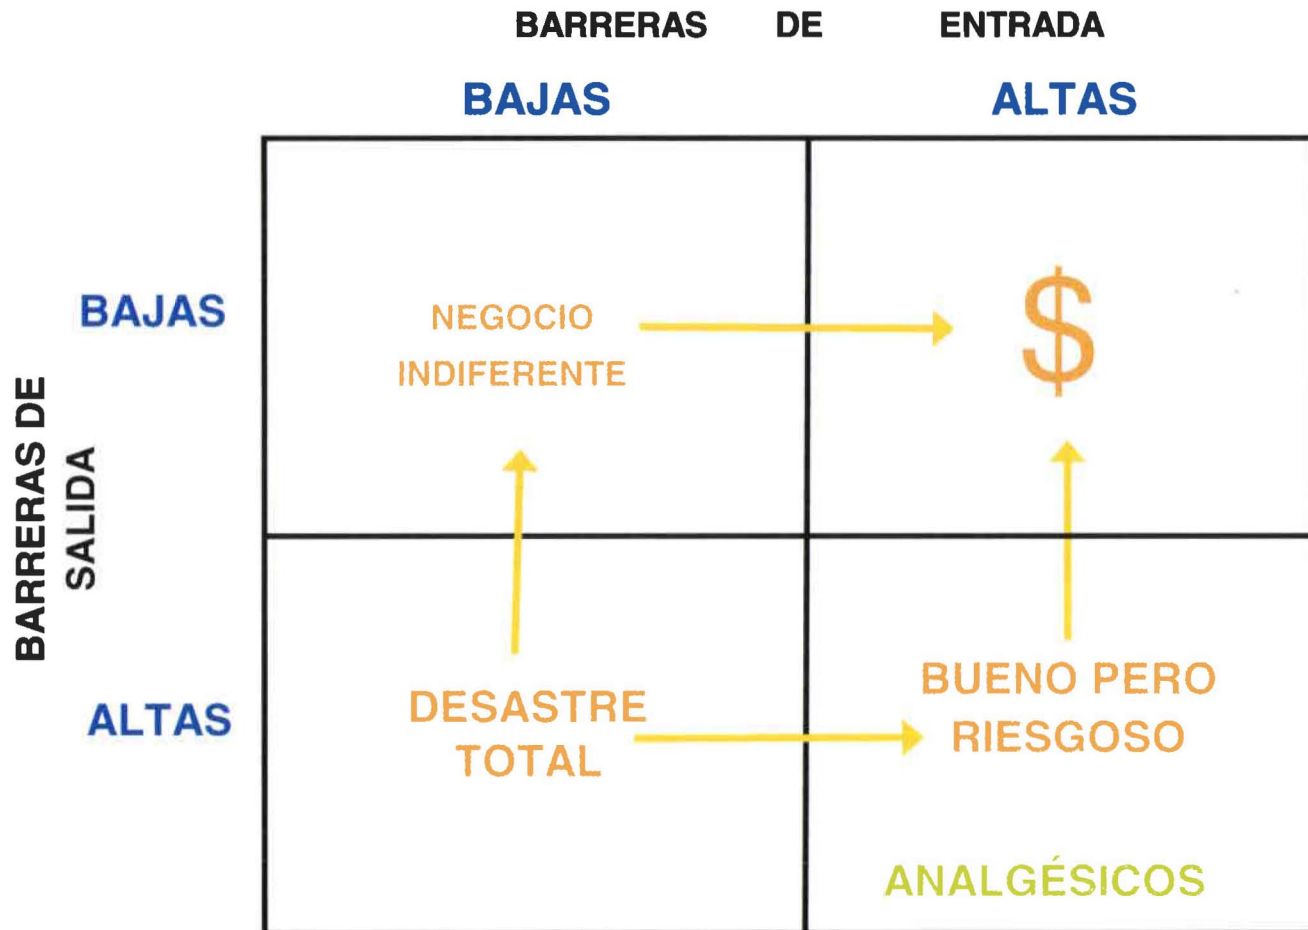 BARRERAS DE ENTRADA
BAJAS ALTAS
BARRERAS DE
SALIDA
BAJAS
NEGOCIO
INDIFERENTE
$
ALTAS
DESASTRE
TOTAL
BUENO PERO
RIESGOSO
ANALGÉSICOS